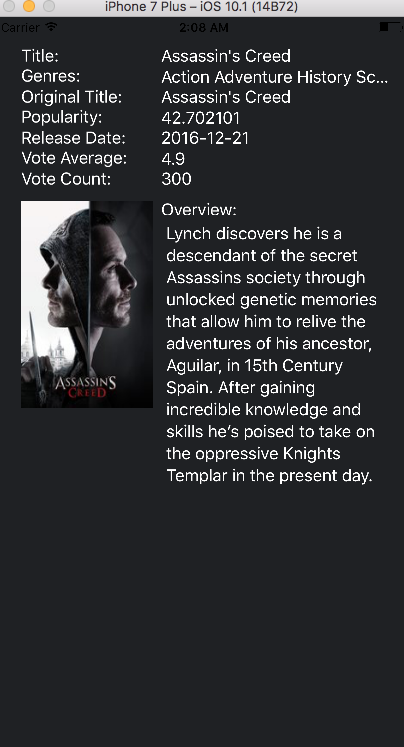 iPhone 7 Plus – iOS 10.1 (14B72)
Carrier 2:08 AM
Title: Assassin's Creed
Genres: Action Adventure History Sc...
Original Title: Assassin's Creed
Popularity: 42.702101
Release Date: 2016-12-21
Vote Average: 4.9
Vote Count: 300
Overview:
Lynch discovers he is a
descendant of the secret
Assassins society through
unlocked genetic memories
that allow him to relive the
adventures of his ancestor,
Aguilar, in 15th Century
Spain. After gaining
incredible knowledge and
skills he’s poised to take on
the oppressive Knights
Templar in the present day.
ASSASSIN'S
CREED